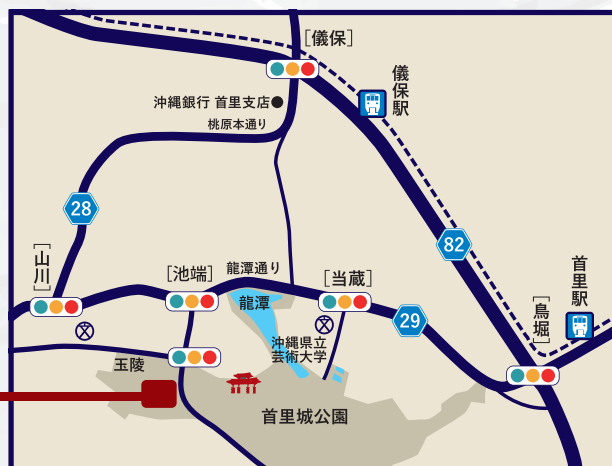 ［儀保］
儀保駅
沖縄銀行 首里支店
桃原本通り
28
82
［山川］
［池端］
龍潭通り
［当蔵］
首里駅
龍潭
29
［鳥堀］
沖縄県立
芸術大学
玉陵
首里城公園